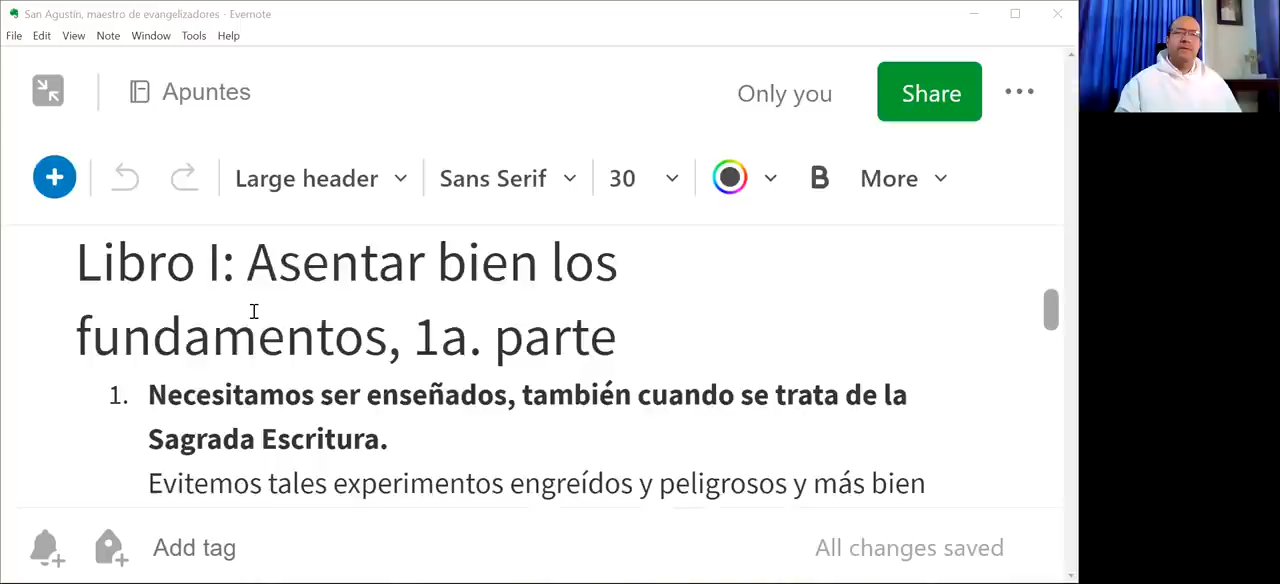 San Agustín, maestro de evangelizadores - Evernote
File Edit View Note Window Tools Help
Apuntes
Only you
Share
Large header
Sans Serif
30
B
More
Libro I: Asentar bien los
fundamentos, 1a. parte
1. Necesitamos ser enseñados, también cuando se trata de la
Sagrada Escritura.
Evitemos tales experimentos engreídos y peligrosos y más bien
Add tag
All changes saved